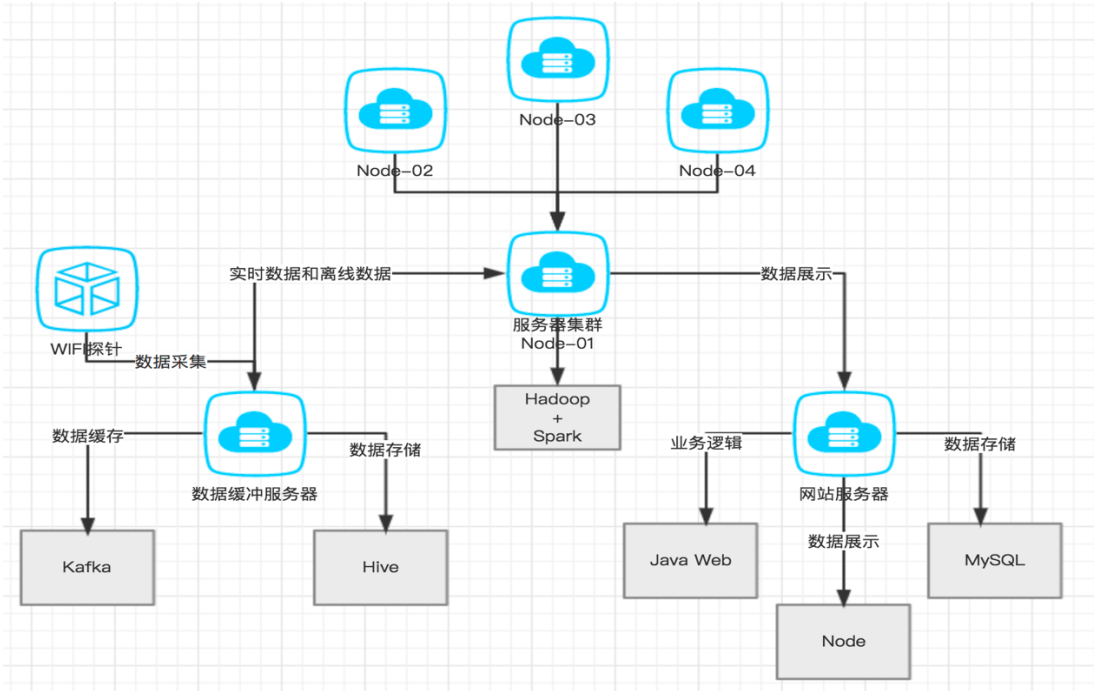 Node-03
Node-02
Node-04
实时数据和离线数据
数据展示
服务器集群
Node-01
WIFI探针
数据采集
Hadoop
+
Spark
数据缓存
数据存储
业务逻辑
数据存储
数据缓冲服务器
网站服务器
数据展示
Kafka
Hive
Java Web
MySQL
Node